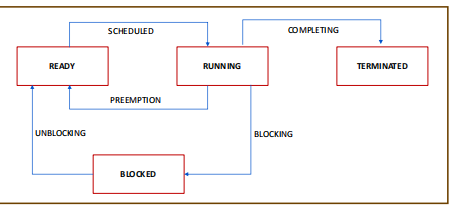 SCHEDULED
COMPLETING
READY
RUNNING
TERMINATED
PREEMPTION
UNBLOCKING
BLOCKING
BLOCKED